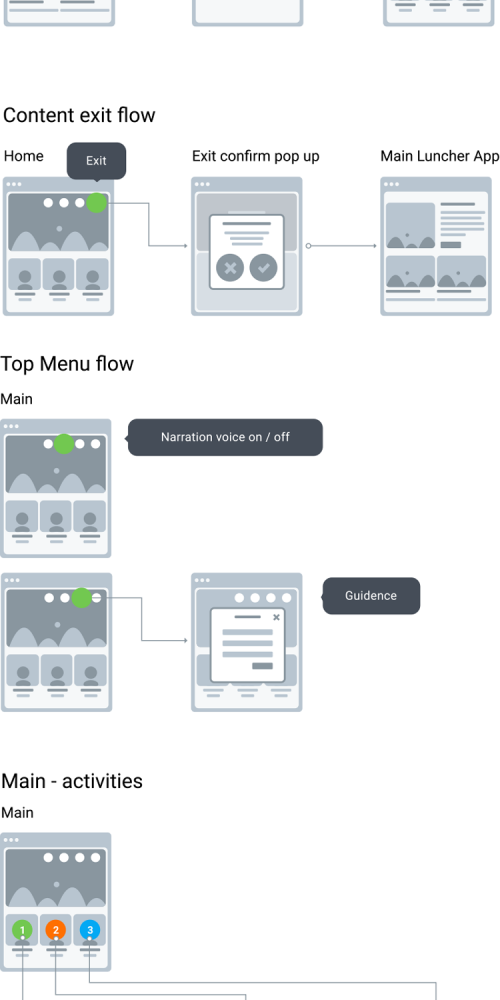 Content exit flow
Home
Exit
Exit confirm pop up
Main Luncher App
Top Menu flow
Main
Narration voice on / off
Guidence
Main - activities
Main
1
2
3